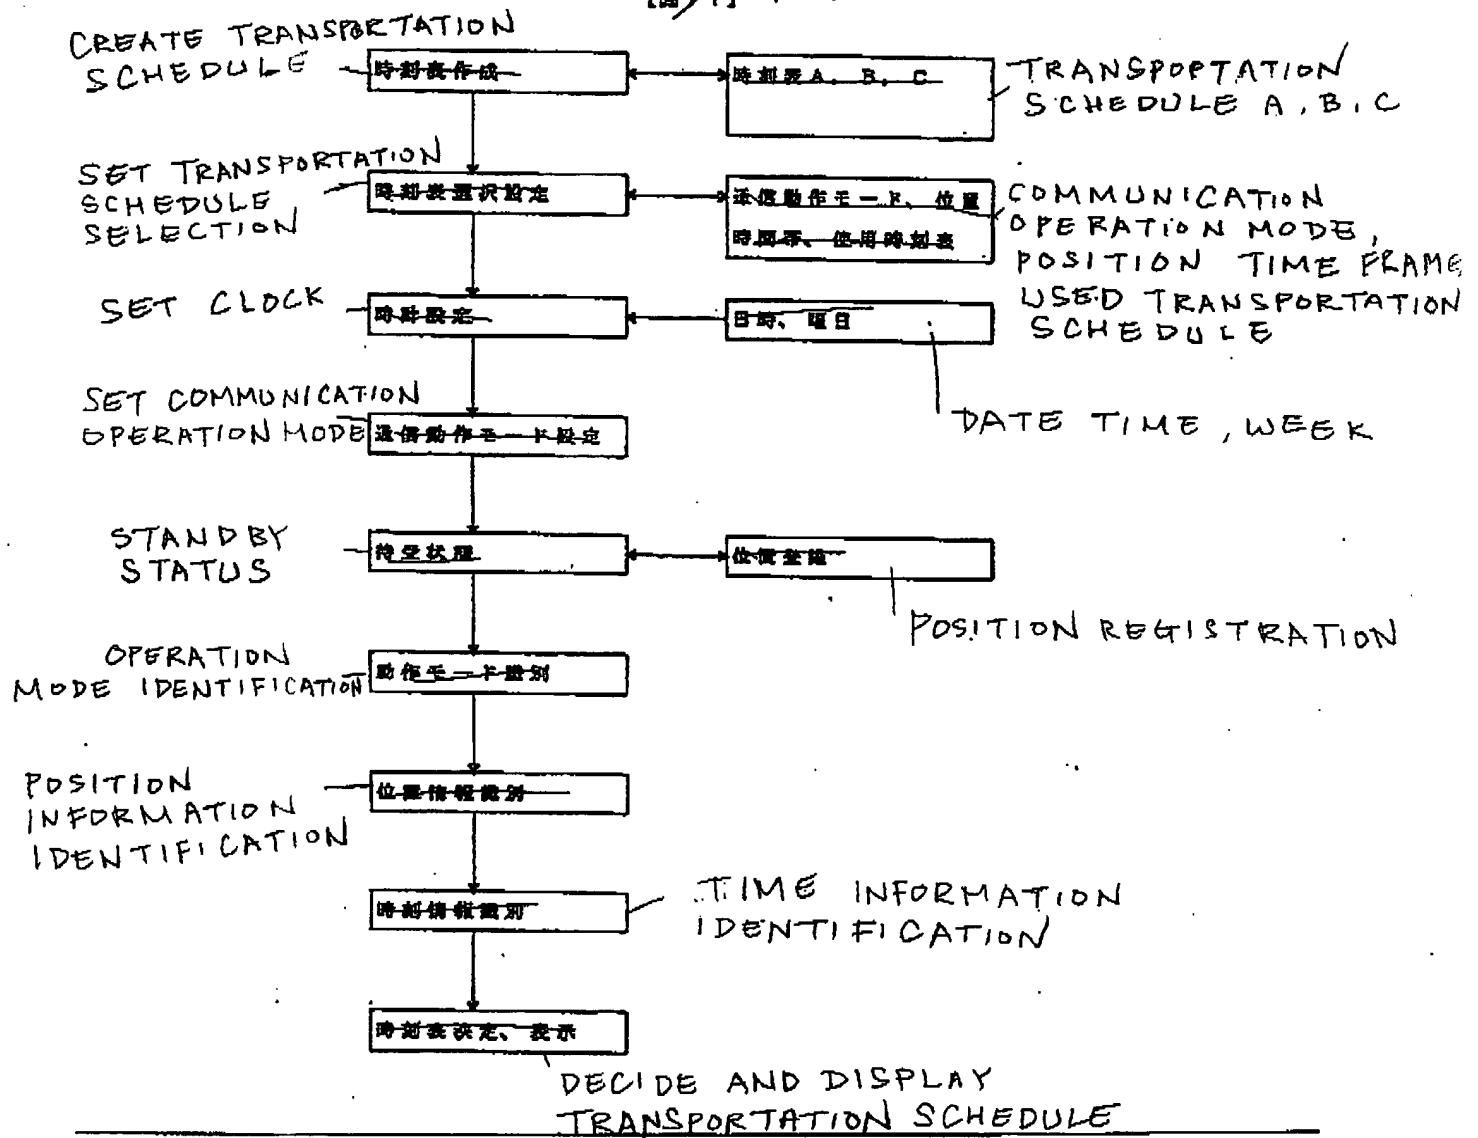 CREATE TRANSPORTATION
SCHEDULE
時刻表作成
時刻表A、B、C
TRANSPORTATION
SCHEDULE A, B, C
SET TRANSPORTATION
SCHEDULE
SELECTION
時刻表選択設定
通信動作モード、位置
時間帯、使用時刻表
COMMUNICATION
OPERATION MODE,
POSITION TIME FRAME
USED TRANSPORTATION
SCHEDULE
SET CLOCK
時計設定
日時、曜日
DATE TIME, WEEK
SET COMMUNICATION
OPERATION MODE
通信動作モード設定
STANDBY
STATUS
待受状態
位置登録
POSITION REGISTRATION
OPERATION
MODE IDENTIFICATION
動作モード識別
POSITION
INFORMATION
IDENTIFICATION
位置情報識別
時刻情報識別
TIME INFORMATION
IDENTIFICATION
時刻表決定、表示
DECIDE AND DISPLAY
TRANSPORTATION SCHEDULE